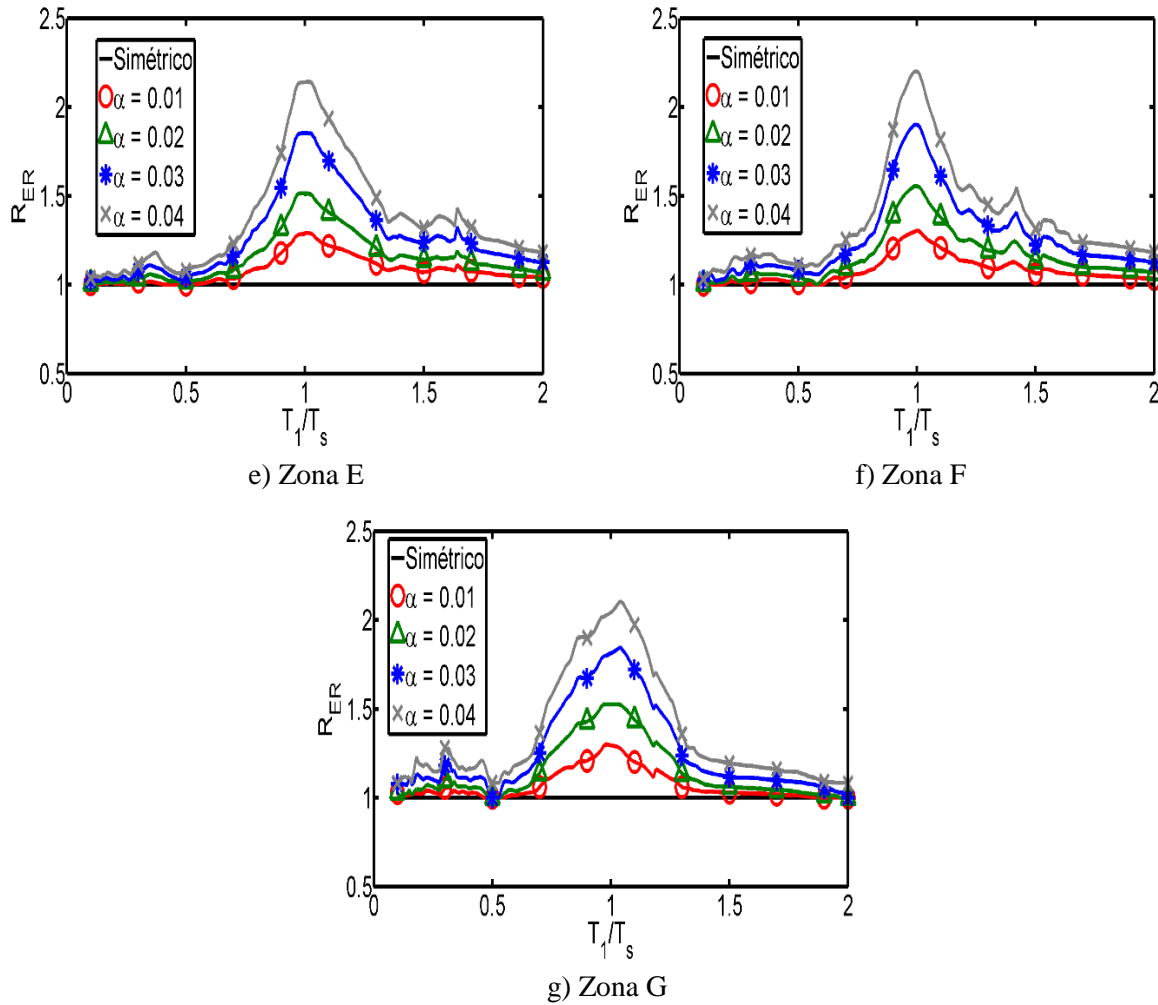 2.5
2
1.5
1
0.5
R_ER
Simétrico
α = 0.01
α = 0.02
α = 0.03
α = 0.04
0 0.5 1 1.5 2
T_1/T_s
e) Zona E
2.5
2
1.5
1
0.5
R_ER
Simétrico
α = 0.01
α = 0.02
α = 0.03
α = 0.04
0 0.5 1 1.5 2
T_1/T_s
f) Zona F
2.5
2
1.5
1
0.5
R_ER
Simétrico
α = 0.01
α = 0.02
α = 0.03
α = 0.04
0 0.5 1 1.5 2
T_1/T_s
g) Zona G